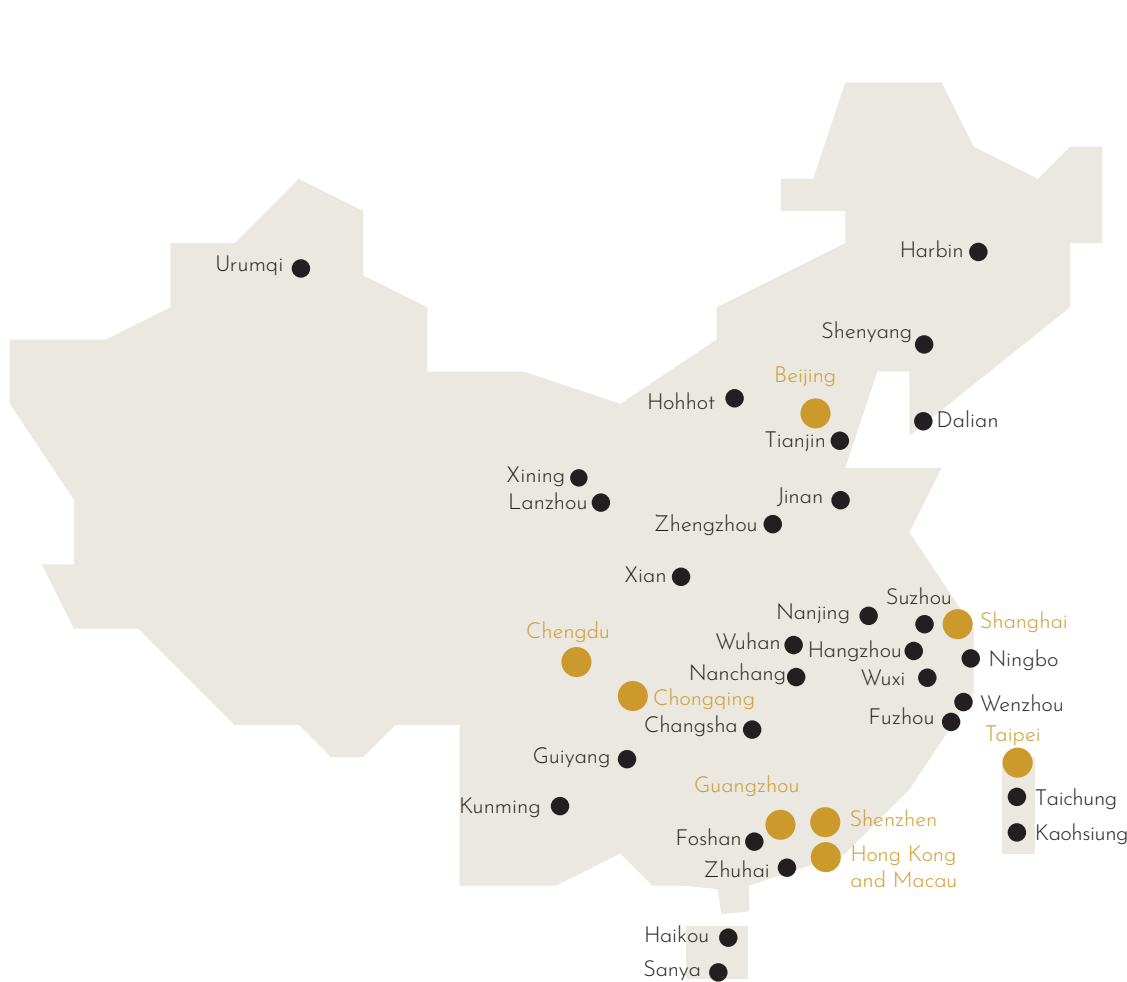 Harbin
Urumqi
Shenyang
Beijing
Hohhot
Dalian
Tianjin
Xining
Jinan
Lanzhou
Zhengzhou
Xian
Suzhou
Nanjing
Shanghai
Chengdu
Wuhan
Hangzhou
Ningbo
Nanchang
Wuxi
Chongqing
Wenzhou
Fuzhou
Changsha
Taipei
Guiyang
Guangzhou
Taichung
Kunming
Shenzhen
Kaohsiung
Foshan
Hong Kong
and Macau
Zhuhai
Haikou
Sanya